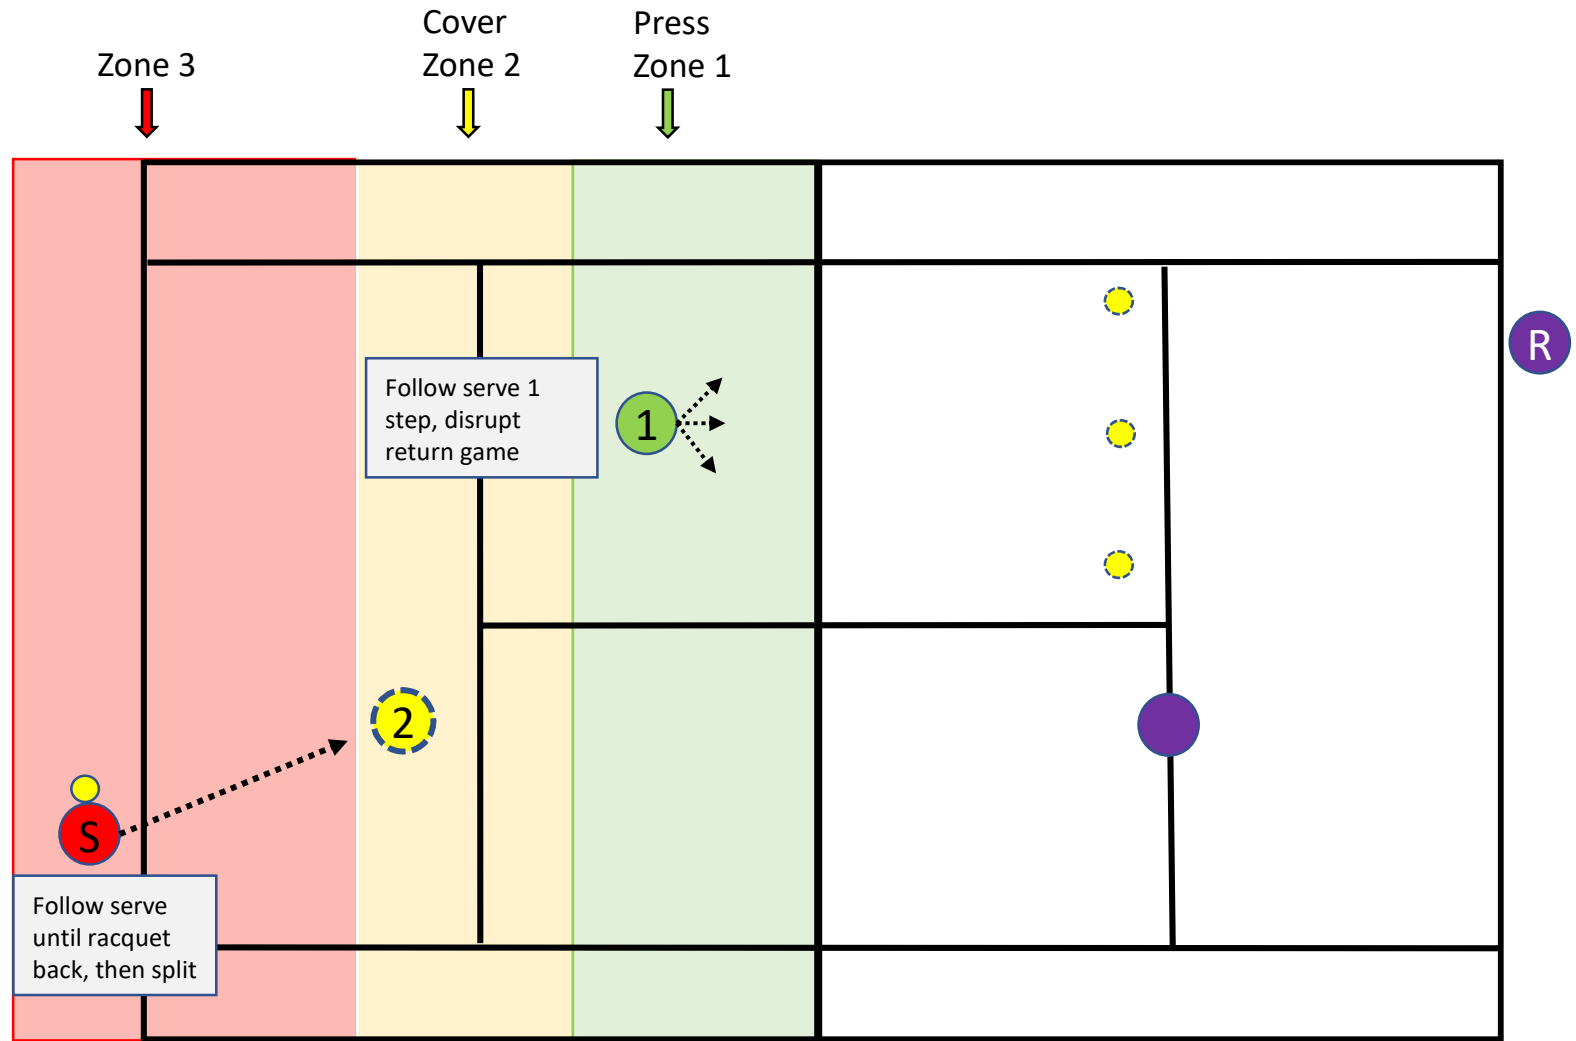 Cover
Press
Zone 3
Zone 2
Zone 1
R
Follow serve 1
step, disrupt
return game
1
2
S
Follow serve
until racquet
back, then split